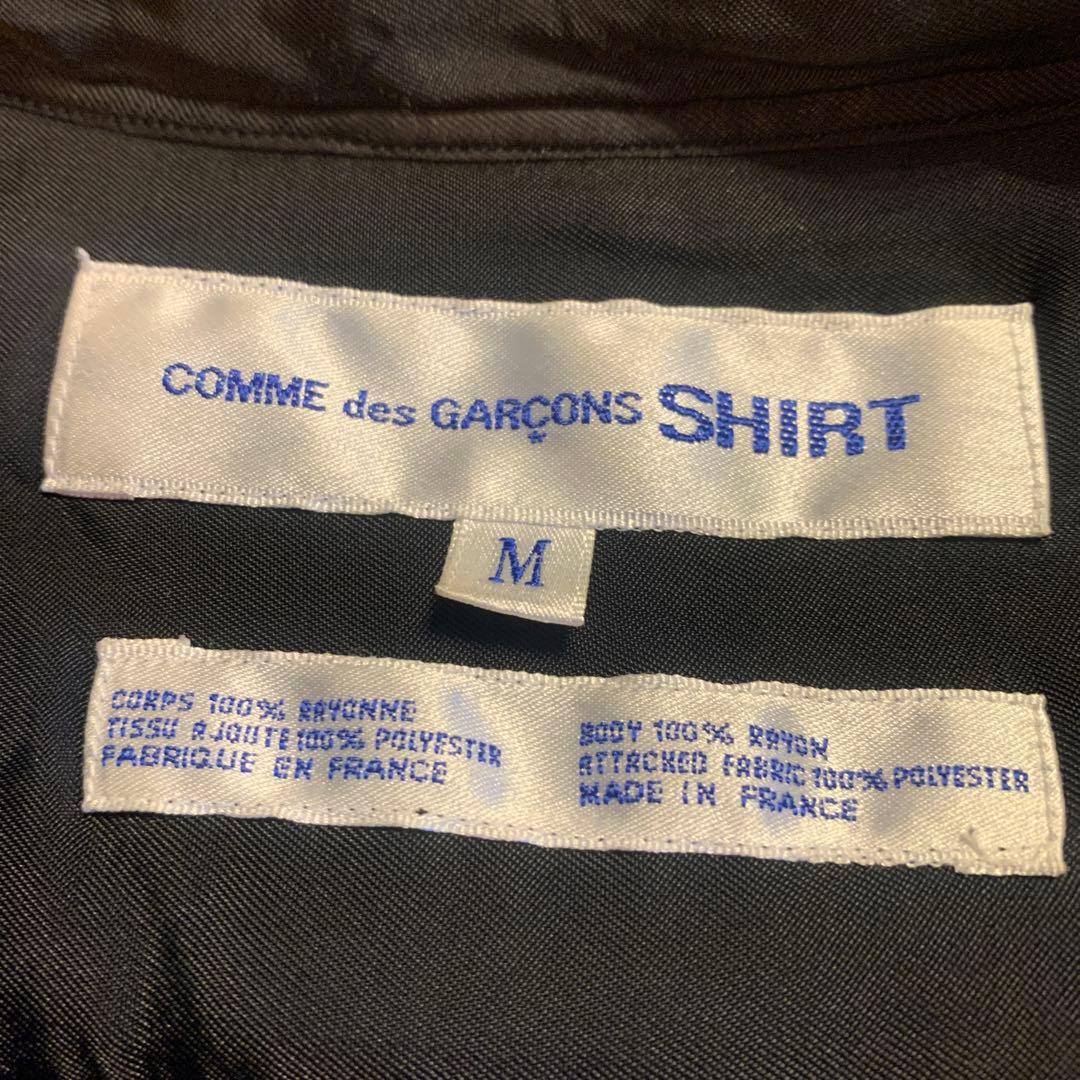 COMME des GARÇONS SHIRT
M
CORPS 100% RAYONNE
TISSU AJOUTE 100% POLYESTER
FABRIQUE EN FRANCE
BODY 100% RAYON
ATTACHED FABRIC 100% POLYESTER
MADE IN FRANCE